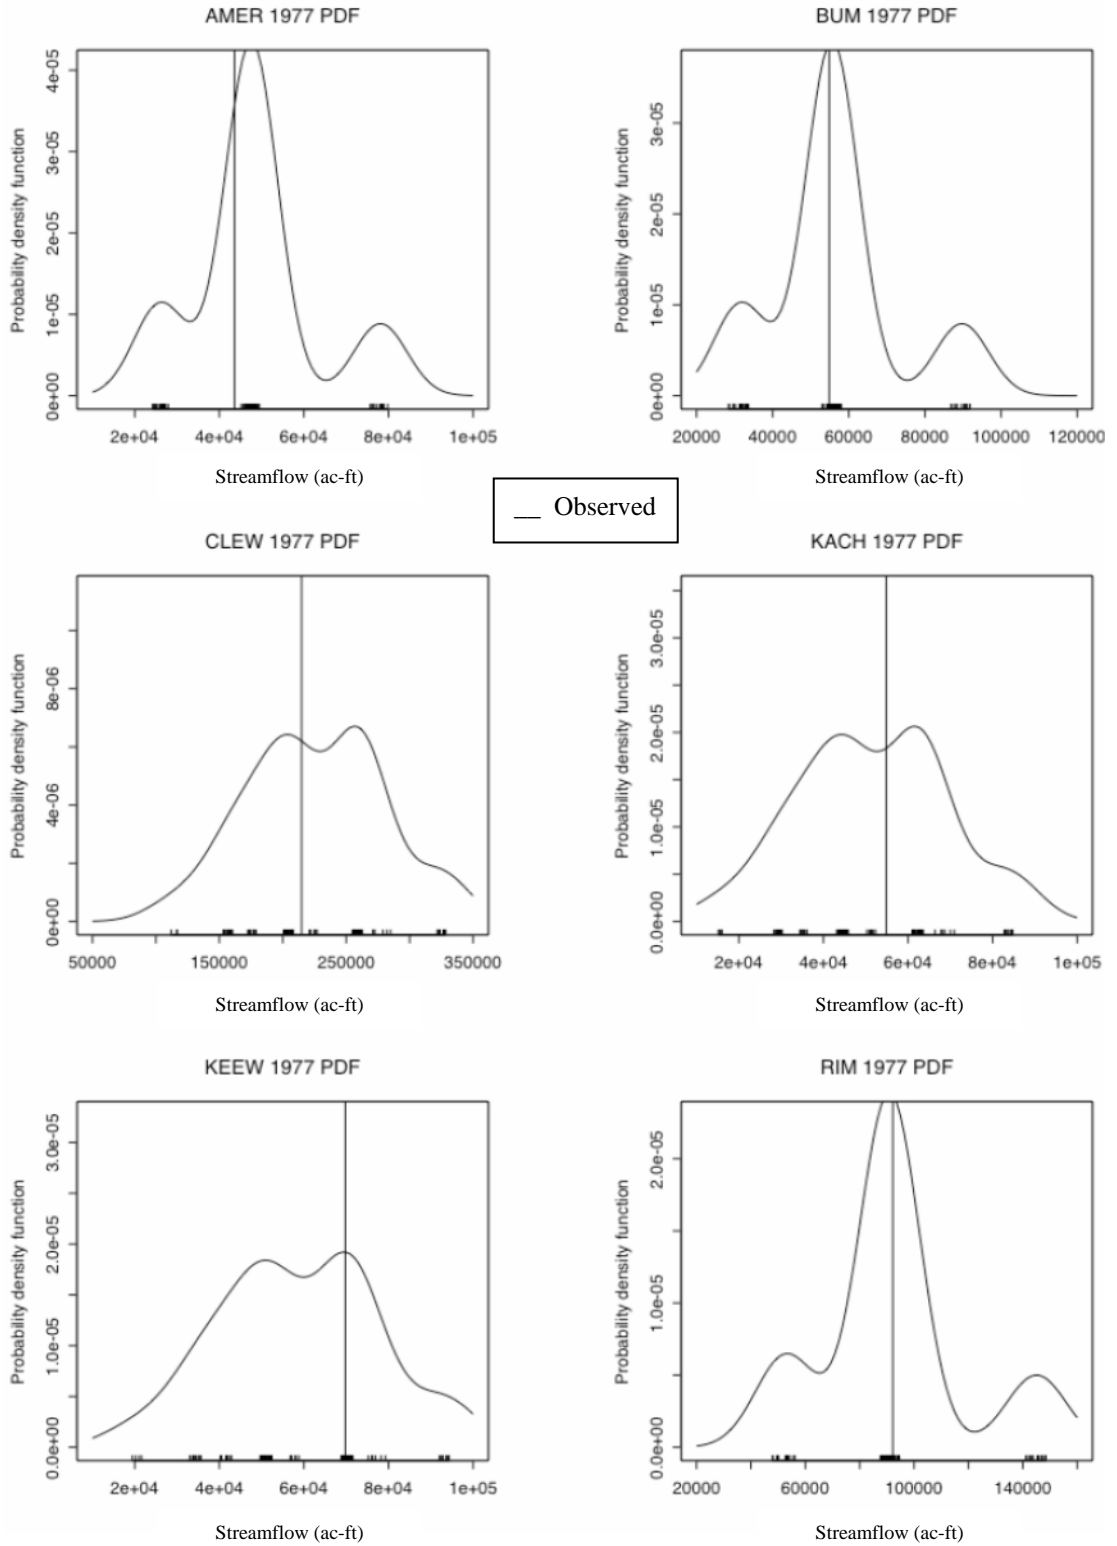 AMER 1977 PDF
Probability density function
0e+00 1e-05 2e-05 3e-05 4e-05
2e+04 4e+04 6e+04 8e+04 1e+05
Streamflow (ac-ft)
BUM 1977 PDF
Probability density function
0e+00 1e-05 2e-05 3e-05
20000 40000 60000 80000 100000 120000
Streamflow (ac-ft)
__ Observed
CLEW 1977 PDF
Probability density function
0e+00 4e-06 8e-06
50000 150000 250000 350000
Streamflow (ac-ft)
KACH 1977 PDF
Probability density function
0.0e+00 1.0e-05 2.0e-05 3.0e-05
2e+04 4e+04 6e+04 8e+04 1e+05
Streamflow (ac-ft)
KEEW 1977 PDF
Probability density function
0.0e+00 1.0e-05 2.0e-05 3.0e-05
2e+04 4e+04 6e+04 8e+04 1e+05
Streamflow (ac-ft)
RIM 1977 PDF
Probability density function
0.0e+00 1.0e-05 2.0e-05
20000 60000 100000 140000
Streamflow (ac-ft)